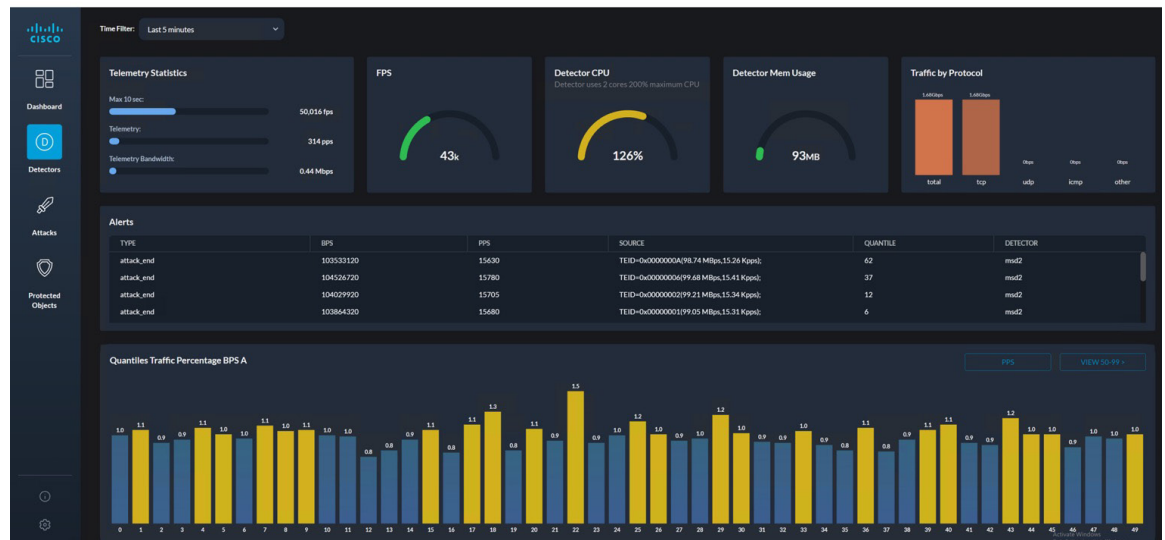 CISCO
Time Filter: Last 5 minutes
Dashboard
Detectors
Attacks
Protected
Objects
Telemetry Statistics
Max 10 sec:
50,016 fps
Telemetry:
314 pps
Telemetry Bandwidth:
0.44 Mbps
FPS
43k
Detector CPU
Detector uses 2 cores 200% maximum CPU
126%
Detector Mem Usage
93MB
Traffic by Protocol
1.68Gbps 1.68Gbps 0bps 0bps 0bps
total tcp udp icmp other
Alerts
TYPE BPS PPS SOURCE QUANTILE DETECTOR
attack_end 103533120 15630 TEID=0x0000000A(98.74 MBps,15.26 Kpps); 62 msd2
attack_end 104526720 15780 TEID=0x00000006(99.68 MBps,15.41 Kpps); 37 msd2
attack_end 104029920 15705 TEID=0x00000002(99.21 MBps,15.34 Kpps); 12 msd2
attack_end 103864320 15680 TEID=0x00000001(99.05 MBps,15.31 Kpps); 6 msd2
Quantiles Traffic Percentage BPS A
PPS
VIEW 50-99 »
1.0 1.1 0.9 0.9 1.1 1.0 1.0 1.1 1.0 1.1 1.0 1.0 0.8 0.8 0.9 1.1 0.8 1.1 1.3 0.8 1.1 0.9 1.5 0.9 1.0 1.2 1.0 0.9 1.0 1.2 1.0 0.9 0.9 1.0 0.9 0.8 1.1 0.8 0.9 1.1 1.1 0.9 0.9 1.2 1.0 1.0 0.9 1.0 1.0 1.0
0 1 2 3 4 5 6 7 8 9 10 11 12 13 14 15 16 17 18 19 20 21 22 23 24 25 26 27 28 29 30 31 32 33 34 35 36 37 38 39 40 41 42 43 44 45 46 47 48 49
Activate Windows